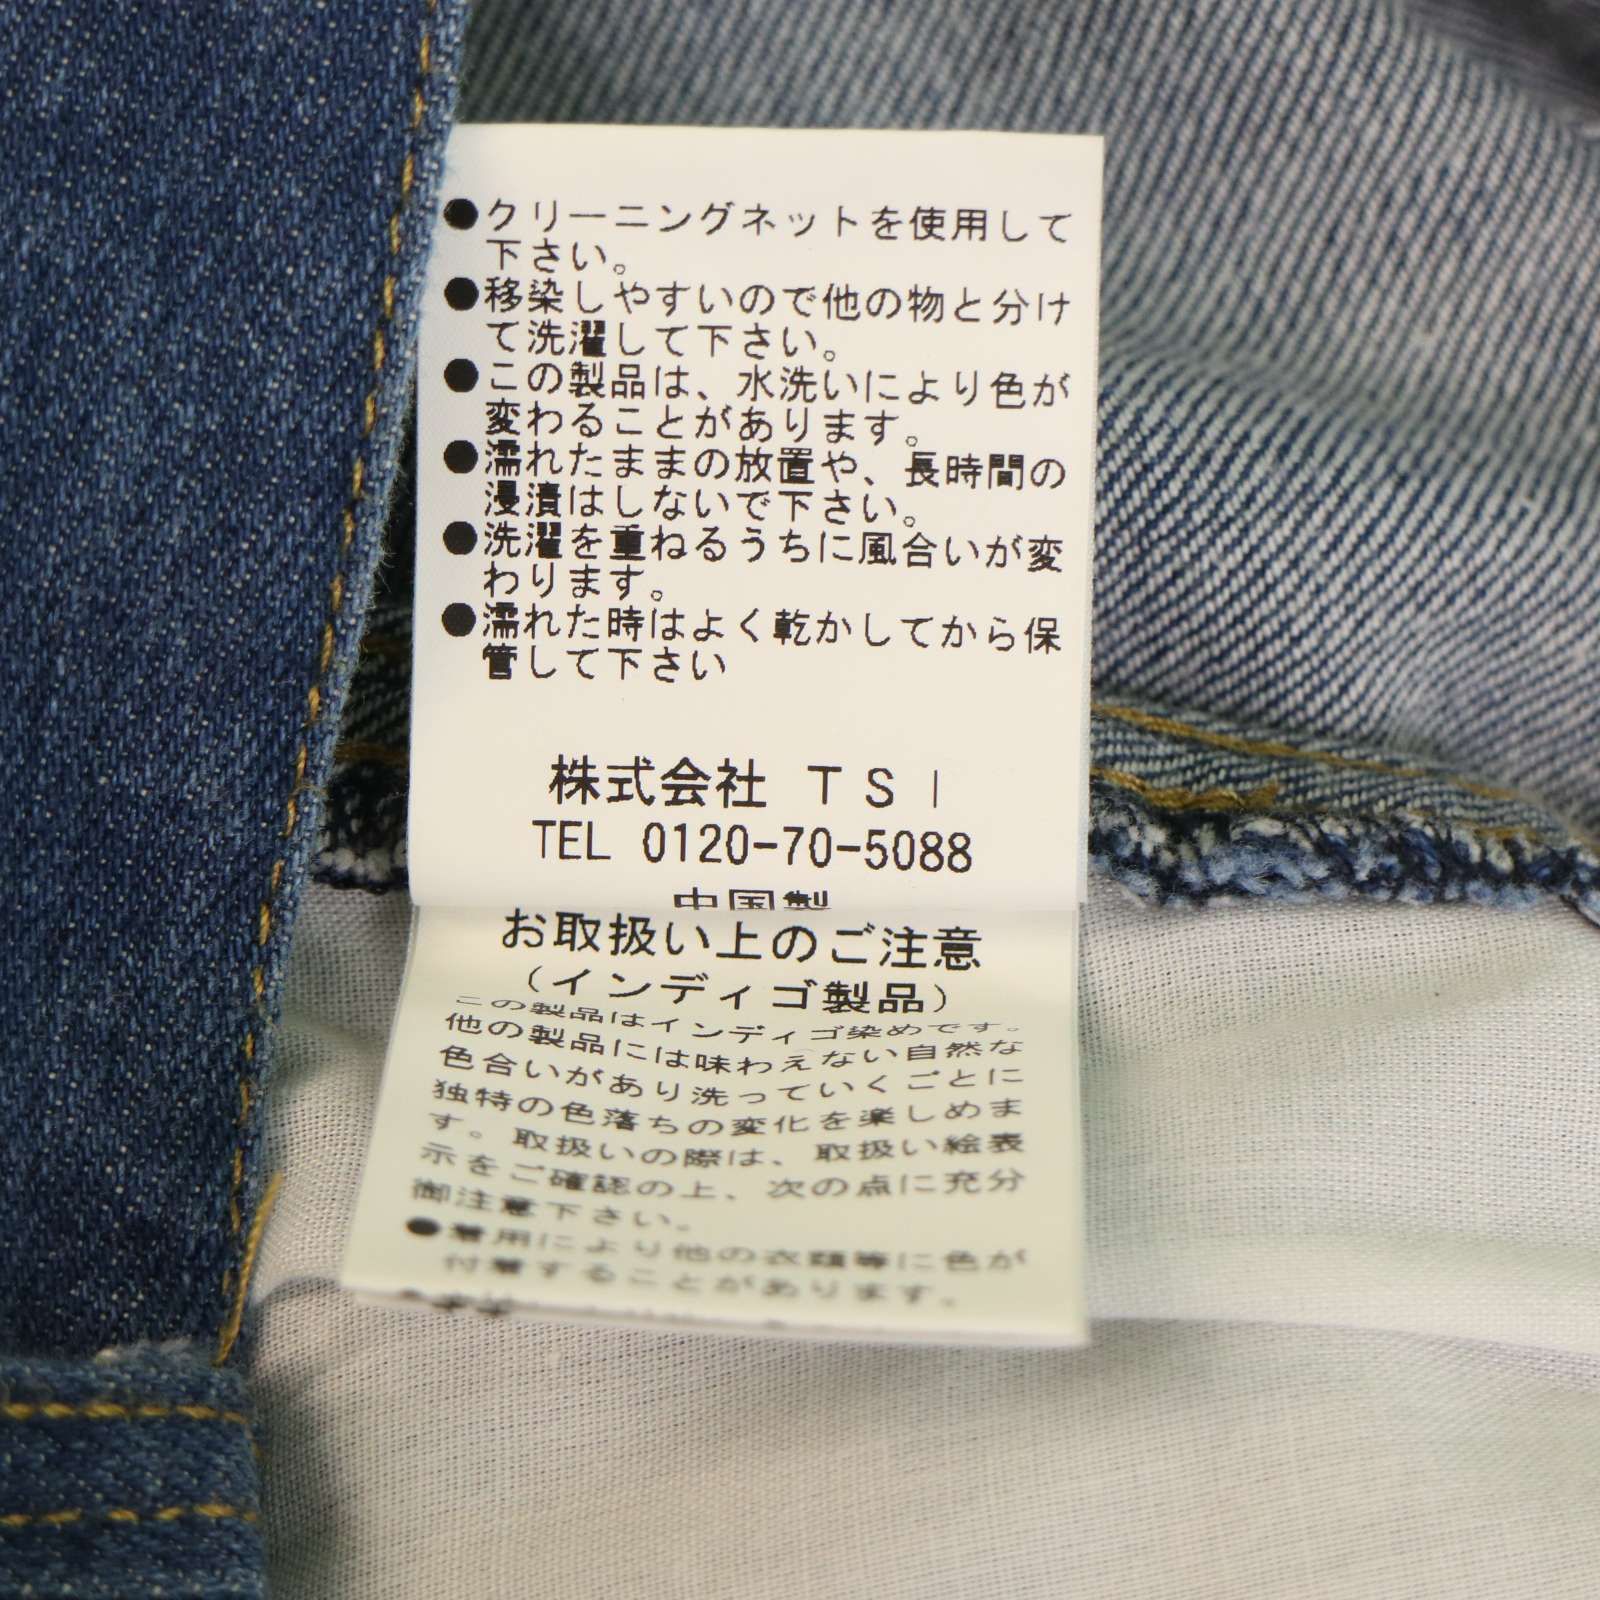 ●クリーニングネットを使用して
下さい。
●移染しやすいので他の物と分け
て洗濯して下さい。
●この製品は、水洗いにより色が
変わることがあります。
●濡れたままの放置や、長時間の
浸漬はしないで下さい。
●洗濯を重ねるうちに風合いが変
わります。
●濡れた時はよく乾かしてから保
管して下さい
株式会社 TSI
TEL 0120-70-5088
中国製
お取扱い上のご注意
(インディゴ製品)
この製品はインディゴ染めです。
他の製品には味わえない自然な
色合いがあり洗っていくごとに
独特の色落ちの変化を楽しめま
す。取扱いの際は、取扱い絵表
示をご確認の上、次の点に充分
御注意下さい。
●着用により他の衣類等に色が
付着することがあります。